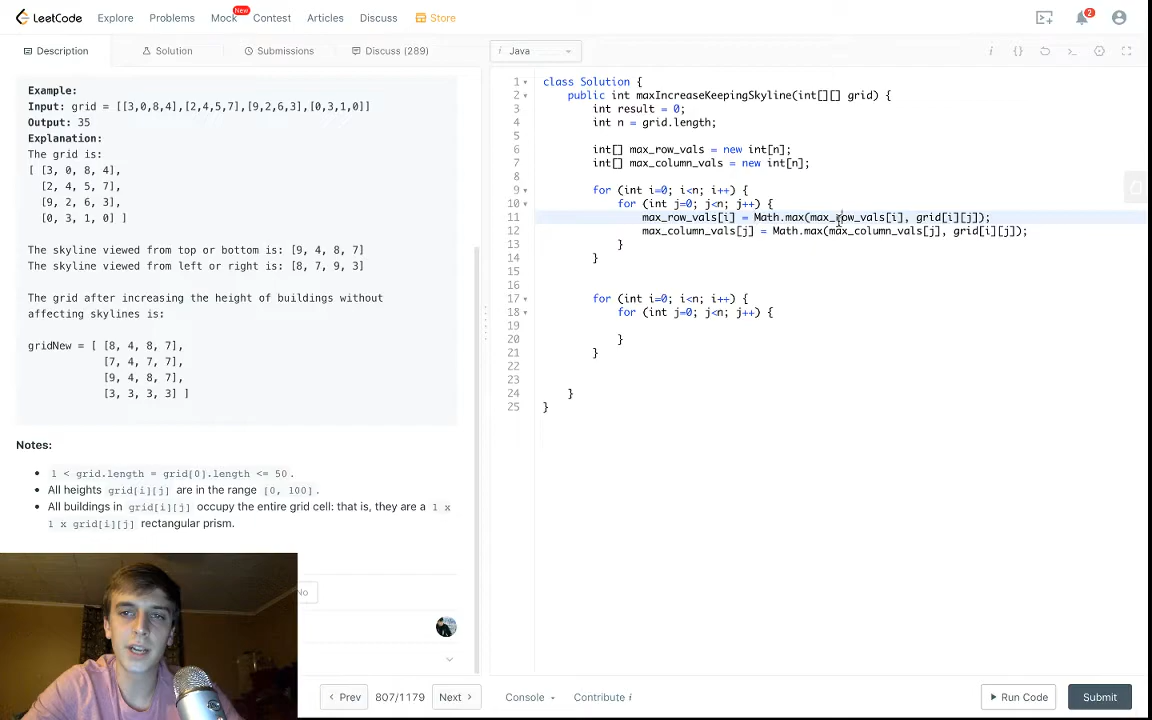 LeetCode
Explore
Problems
Mock
New
Contest
Articles
Discuss
Store
2
Description
Solution
Submissions
Discuss (289)
i Java
Example:
Input: grid = [[3,0,8,4],[2,4,5,7],[9,2,6,3],[0,3,1,0]]
Output: 35
Explanation:
The grid is:
[ [3, 0, 8, 4],
[2, 4, 5, 7],
[9, 2, 6, 3],
[0, 3, 1, 0] ]
The skyline viewed from top or bottom is: [9, 4, 8, 7]
The skyline viewed from left or right is: [8, 7, 9, 3]
The grid after increasing the height of buildings without
affecting skylines is:
gridNew = [ [8, 4, 8, 7],
[7, 4, 7, 7],
[9, 4, 8, 7],
[3, 3, 3, 3] ]
Notes:
1 < grid.length = grid[0].length <= 50.
All heights grid[i][j] are in the range [0, 100].
All buildings in grid[i][j] occupy the entire grid cell: that is, they are a 1 x
1 x grid[i][j] rectangular prism.
No
1 class Solution {
2 public int maxIncreaseKeepingSkyline(int[][] grid) {
3 int result = 0;
4 int n = grid.length;
5
6 int[] max_row_vals = new int[n];
7 int[] max_column_vals = new int[n];
8
9 for (int i=0; i<n; i++) {
10 for (int j=0; j<n; j++) {
11 max_row_vals[i] = Math.max(max_row_vals[i], grid[i][j]);
12 max_column_vals[j] = Math.max(max_column_vals[j], grid[i][j]);
13 }
14 }
15
16
17 for (int i=0; i<n; i++) {
18 for (int j=0; j<n; j++) {
19
20 }
21 }
22
23
24 }
25 }
Prev
807/1179
Next
Console
Contribute i
Run Code
Submit